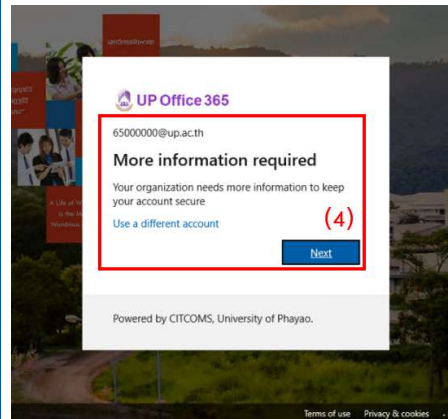 UP Office 365
65000000@up.ac.th
More information required
Your organization needs more information to keep
your account secure
Use a different account
(4)
Next
Powered by CITCOMS, University of Phayao.
Terms of use Privacy & cookies